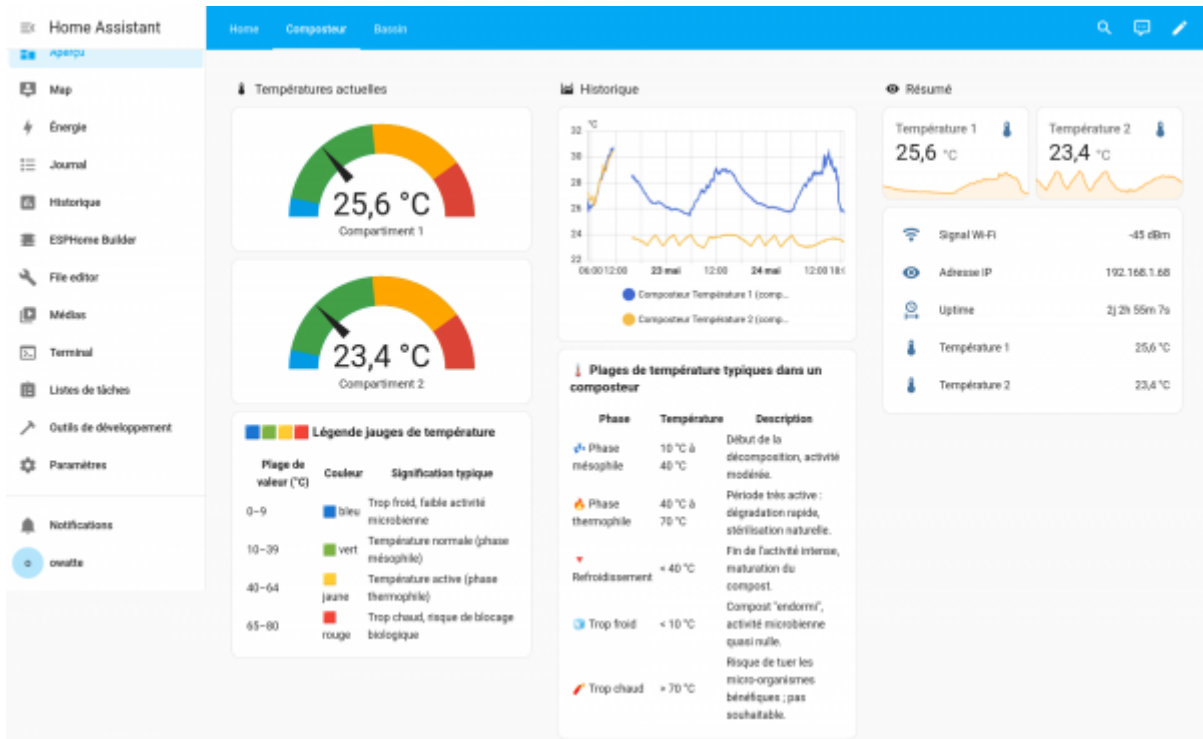 Home Assistant
Home Composteur Bassin
Aperçu
Map
Énergie
Journal
Historique
ESPHome Builder
File editor
Médias
Terminal
Listes de tâches
Outils de développement
Paramètres
Notifications
owatte
Températures actuelles
25,6 °C
Compartiment 1
23,4 °C
Compartiment 2
Légende jauges de température
Plage de valeur (°C) Couleur Signification typique
0–9 bleu Trop froid, faible activité
microbienne
10–39 vert Température normale (phase
mésophile)
40–64 jaune Température active (phase
thermophile)
65–80 rouge Trop chaud, risque de blocage
biologique
Historique
°C
32
30
28
26
24
22
06:00 12:00 23 mai 12:00 24 mai 12:00
Composteur Température 1 (comp...
Composteur Température 2 (comp...
Plages de température typiques dans un
composteur
Phase Température Description
Phase mésophile 10 °C à 40 °C Début de la
décomposition, activité
modérée.
Phase thermophile 40 °C à 70 °C Période très active :
dégradation rapide,
stérilisation naturelle.
Refroidissement < 40 °C Fin de l'activité intense,
maturation du
compost.
Trop froid < 10 °C Compost "endormi",
activité microbienne
quasi nulle.
Trop chaud > 70 °C Risque de tuer les
micro-organismes
bénéfiques ; pas
souhaitable.
Résumé
Température 1
25,6 °C
Température 2
23,4 °C
Signal Wi-Fi -45 dBm
Adresse IP 192.168.1.68
Uptime 2j 2h 55m 7s
Température 1 25,6 °C
Température 2 23,4 °C